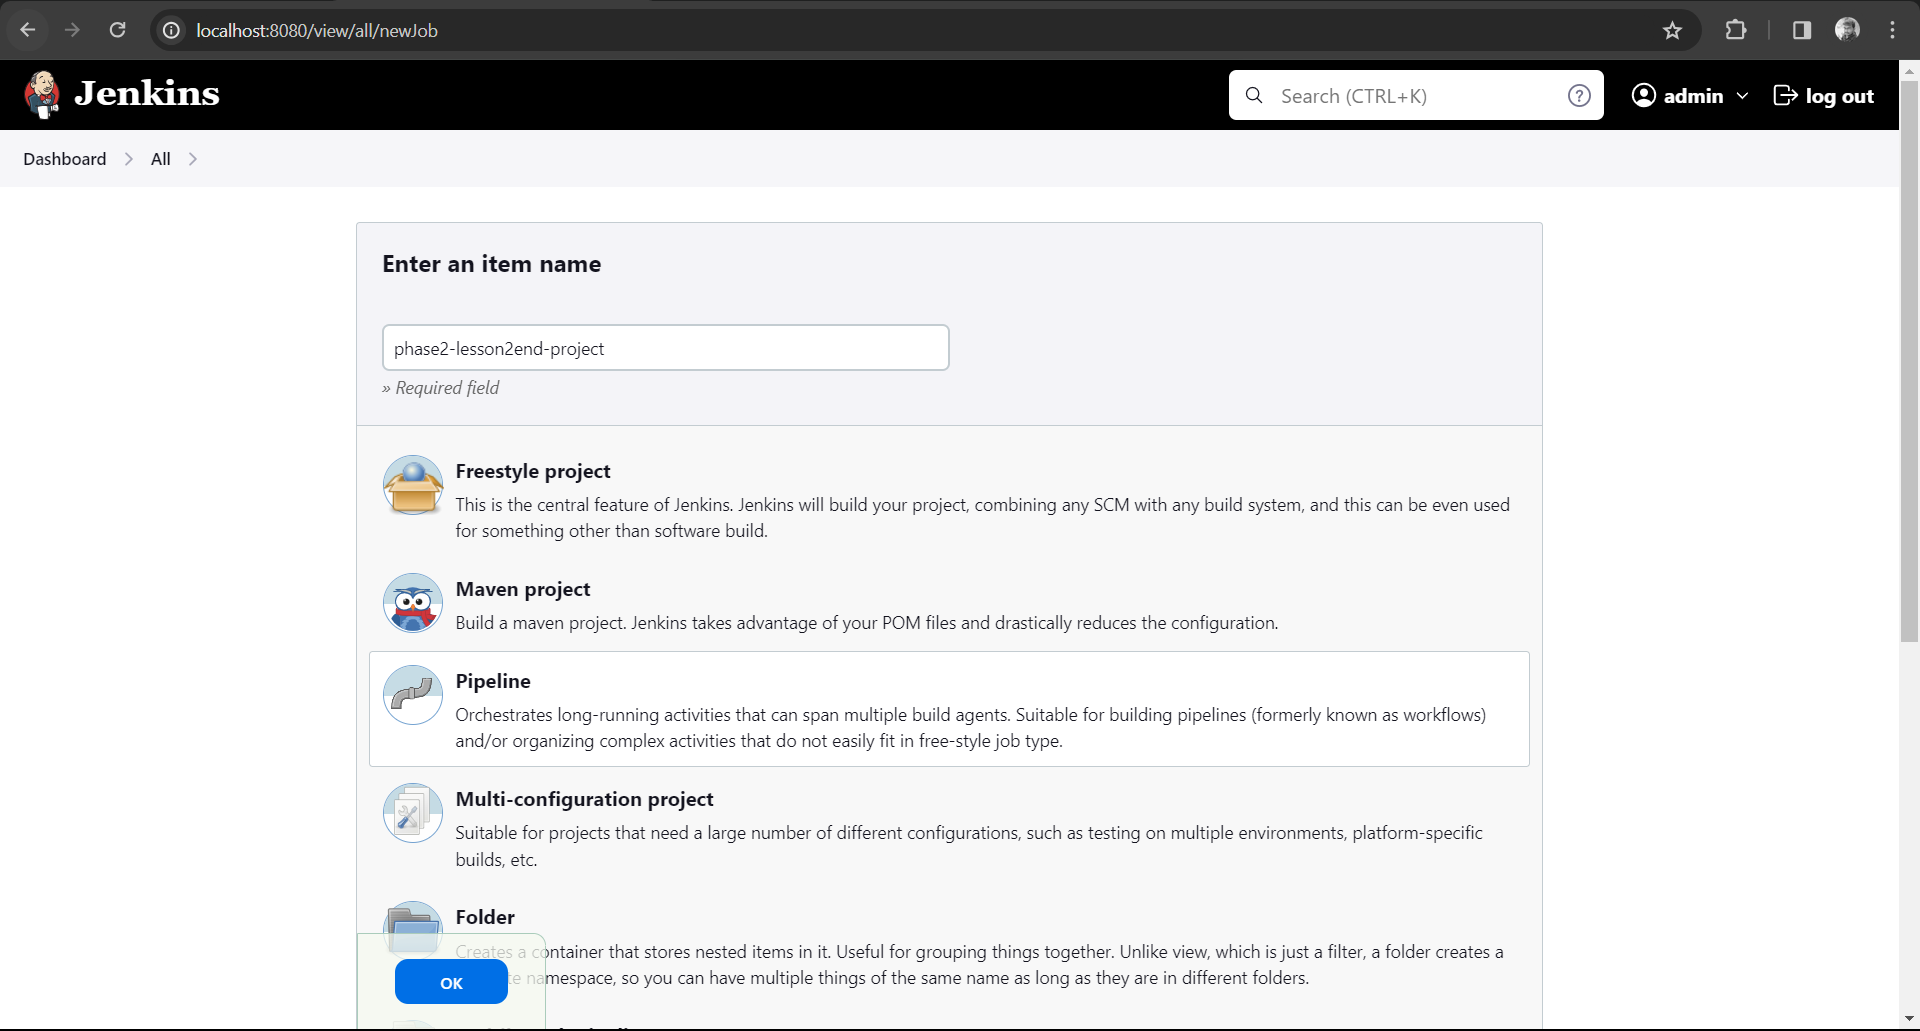 localhost:8080/view/all/newJob
Jenkins
Search (CTRL+K)
?
admin
log out
Dashboard
All
Enter an item name
phase2-lesson2end-project
» Required field
Freestyle project
This is the central feature of Jenkins. Jenkins will build your project, combining any SCM with any build system, and this can be even used
for something other than software build.
Maven project
Build a maven project. Jenkins takes advantage of your POM files and drastically reduces the configuration.
Pipeline
Orchestrates long-running activities that can span multiple build agents. Suitable for building pipelines (formerly known as workflows)
and/or organizing complex activities that do not easily fit in free-style job type.
Multi-configuration project
Suitable for projects that need a large number of different configurations, such as testing on multiple environments, platform-specific
builds, etc.
Folder
Creates a container that stores nested items in it. Useful for grouping things together. Unlike view, which is just a filter, a folder creates a
namespace, so you can have multiple things of the same name as long as they are in different folders.
OK